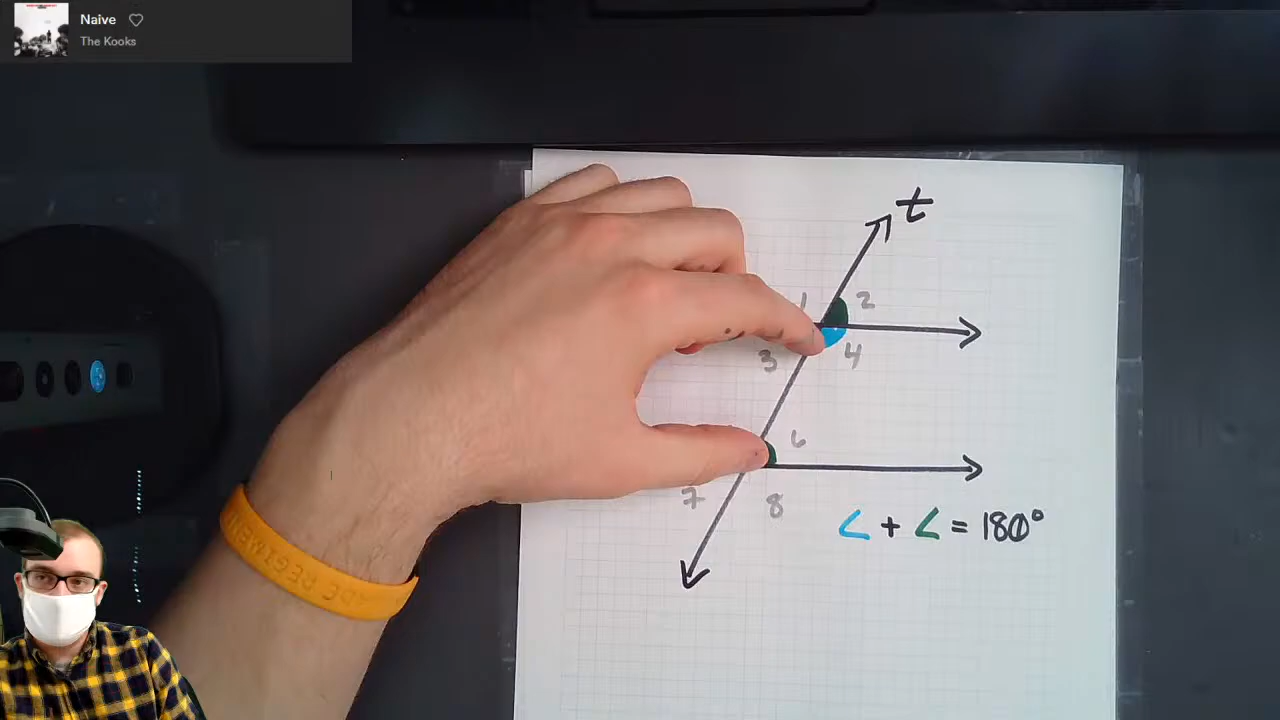 Naive
The Kooks
t
1 2
3 4
6
7 8
∠ + ∠ = 180°